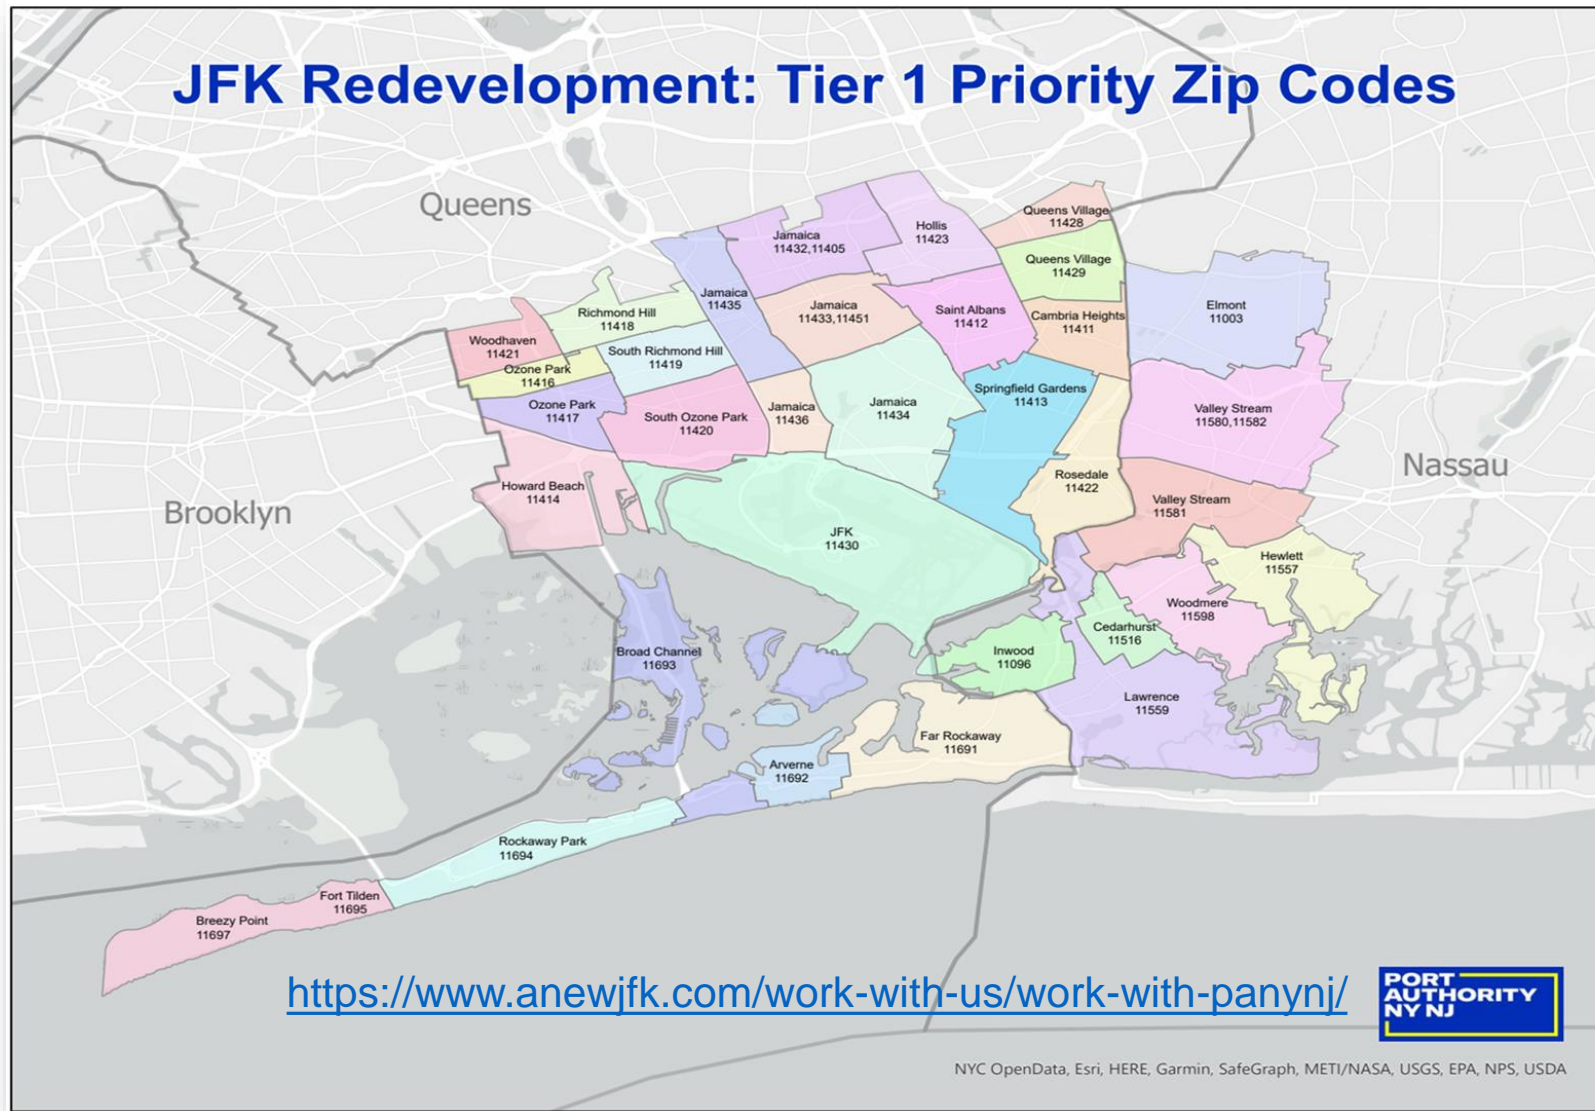 JFK Redevelopment: Tier 1 Priority Zip Codes
Queens
Brooklyn
Nassau
Queens Village
11428
Hollis
11423
Jamaica
11432,11405
Queens Village
11429
Jamaica
11435
Jamaica
11433,11451
Saint Albans
11412
Cambria Heights
11411
Elmont
11003
Richmond Hill
11418
Woodhaven
11421
South Richmond Hill
11419
Ozone Park
11416
Ozone Park
11417
South Ozone Park
11420
Jamaica
11436
Jamaica
11434
Springfield Gardens
11413
Valley Stream
11580,11582
Howard Beach
11414
Rosedale
11422
Valley Stream
11581
JFK
11430
Hewlett
11557
Woodmere
11598
Cedarhurst
11516
Broad Channel
11693
Inwood
11096
Lawrence
11559
Far Rockaway
11691
Arverne
11692
Rockaway Park
11694
Fort Tilden
11695
Breezy Point
11697
https://www.anewjfk.com/work-with-us/work-with-panynj/
PORT
AUTHORITY
NY NJ
NYC OpenData, Esri, HERE, Garmin, SafeGraph, METI/NASA, USGS, EPA, NPS, USDA